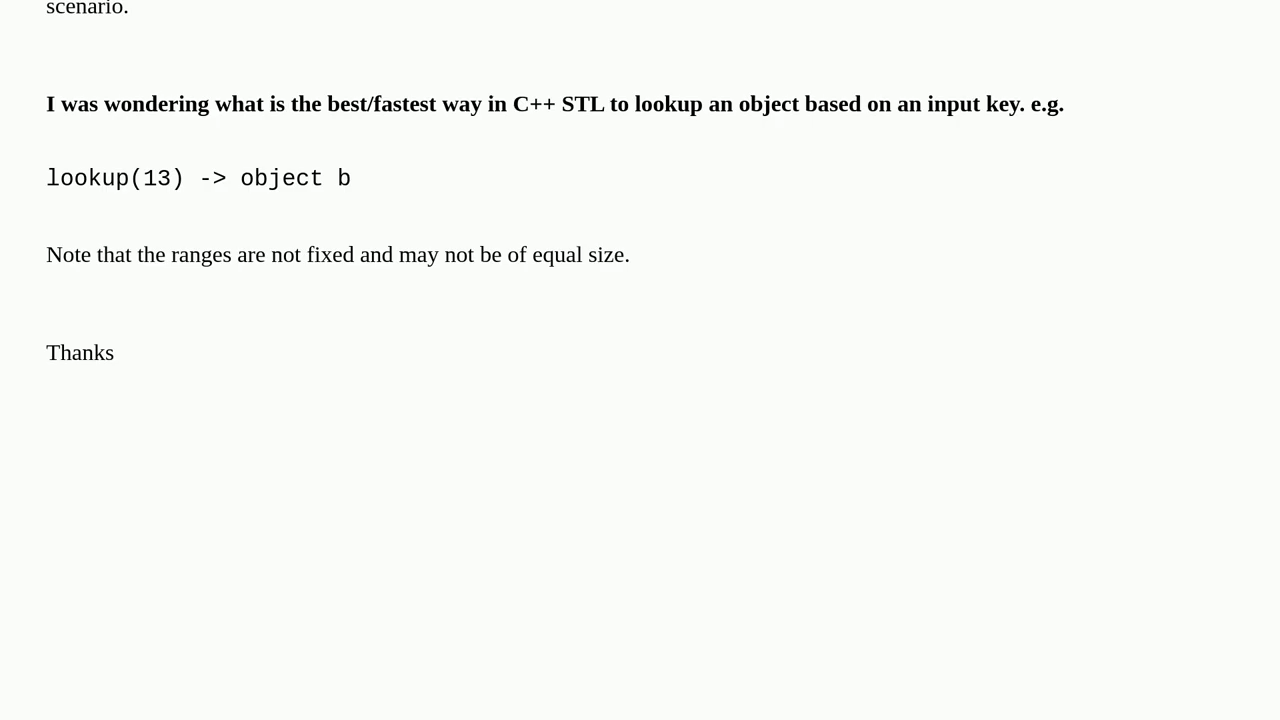 scenario.
I was wondering what is the best/fastest way in C++ STL to lookup an object based on an input key. e.g.
lookup(13) -> object b
Note that the ranges are not fixed and may not be of equal size.
Thanks